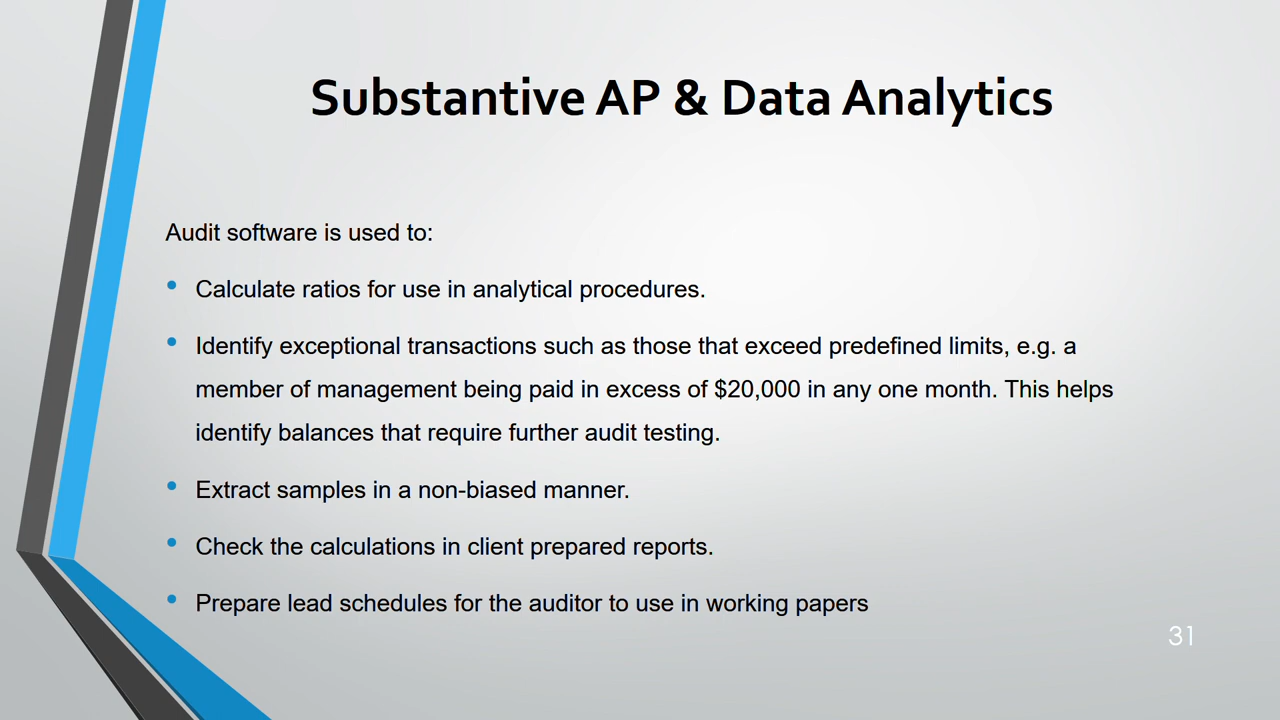 Substantive AP & Data Analytics
Audit software is used to:
• Calculate ratios for use in analytical procedures.
• Identify exceptional transactions such as those that exceed predefined limits, e.g. a
member of management being paid in excess of $20,000 in any one month. This helps
identify balances that require further audit testing.
• Extract samples in a non-biased manner.
• Check the calculations in client prepared reports.
• Prepare lead schedules for the auditor to use in working papers
31